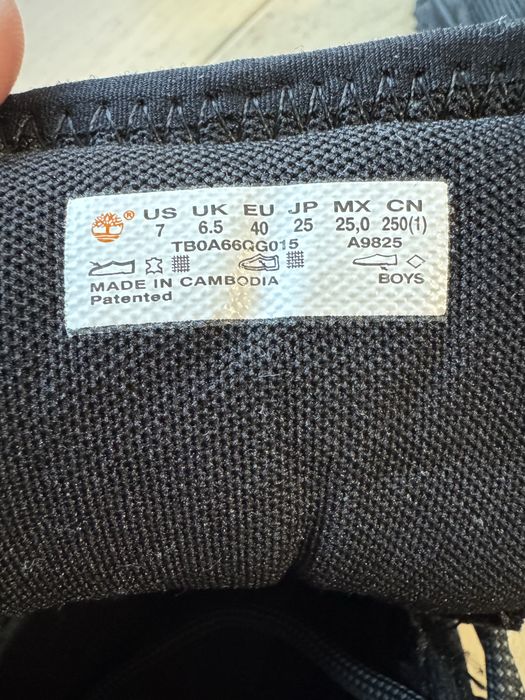 ® US UK EU JP MX CN
7 6.5 40 25 25,0 250(1)
TB0A66QG015 A9825
MADE IN CAMBODIA BOYS
Patented